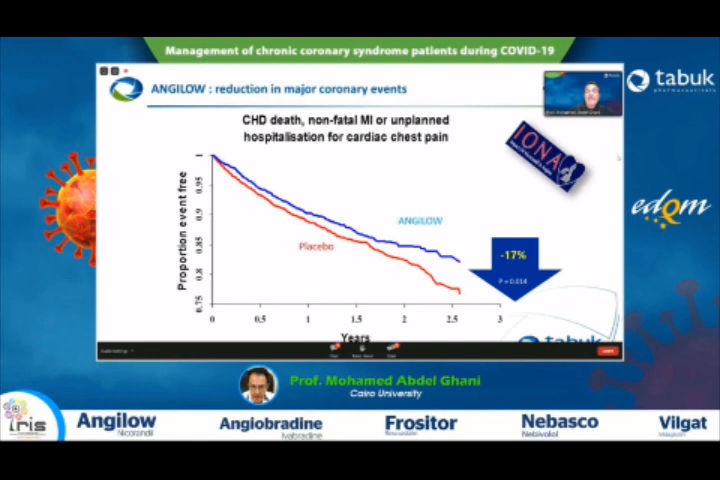 Management of chronic coronary syndrome patients during COVID-19
tabuk
pharmaceuticals
ANGILOW : reduction in major coronary events
CHD death, non-fatal MI or unplanned
hospitalisation for cardiac chest pain
IONA
Proportion event free
1
0.95
0.9
0.85
0.8
0.75
ANGILOW
Placebo
-17%
P = 0.014
0
0.5
1
1.5
2
2.5
3
Years
tabuk
edqm
Prof. Mohamed Abdel Ghani
Cairo University
iris
Angilow
Nicorandil
Angiobradine
Ivabradine
Frositor
Nebasco
Nebivolol
Vilgat